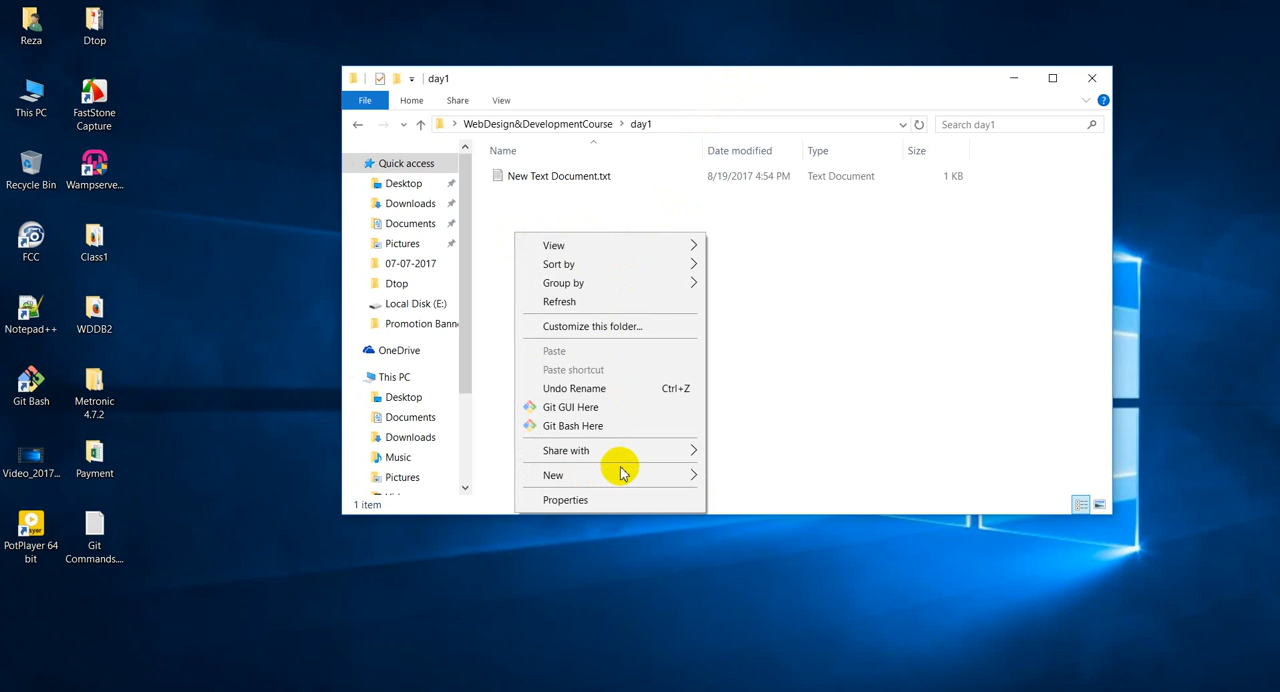 Reza
Dtop
This PC
FastStone
Capture
Recycle Bin
Wampserve...
FCC
Class1
Notepad++
WDDB2
Git Bash
Metronic
4.7.2
Video_2017...
Payment
PotPlayer 64
bit
Git
Commands....
day1
File
Home
Share
View
WebDesign&DevelopmentCourse
day1
Search day1
Name
Date modified
Type
Size
New Text Document.txt
8/19/2017 4:54 PM
Text Document
1 KB
Quick access
Desktop
Downloads
Documents
Pictures
07-07-2017
Dtop
Local Disk (E:)
Promotion Bann
OneDrive
This PC
Desktop
Documents
Downloads
Music
Pictures
View
Sort by
Group by
Refresh
Customize this folder...
Paste
Paste shortcut
Undo Rename Ctrl+Z
Git GUI Here
Git Bash Here
Share with
New
Properties
1 item